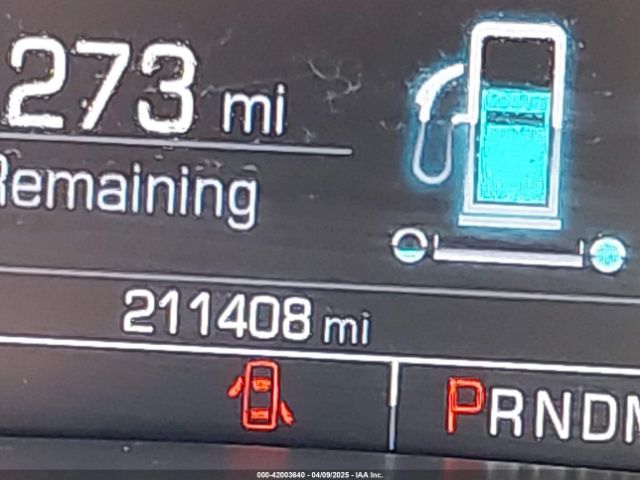 273 mi
Remaining
211408 mi
PRNDM
000-42003640 - 04/09/2025 - IAA Inc.